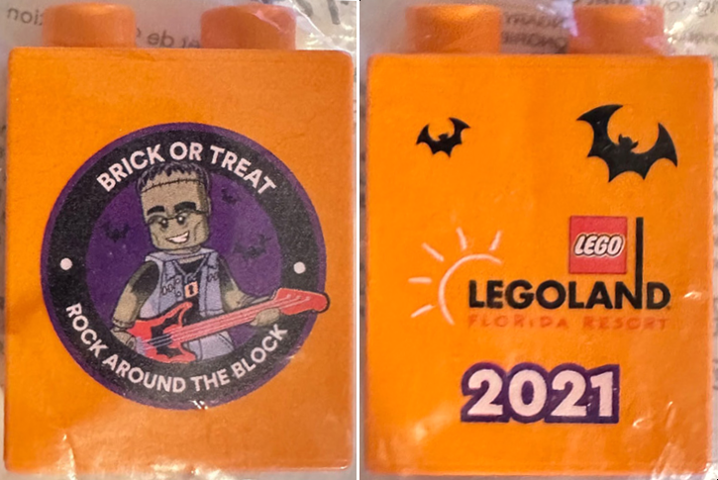 BRICK OR TREAT
ROCK AROUND THE BLOCK
LEGO
LEGOLAND
FLORIDA RESORT
2021